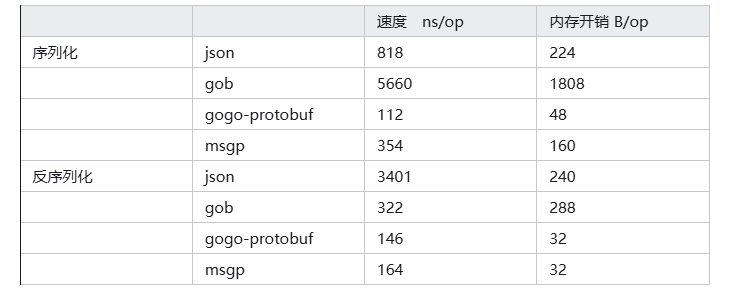 速度 ns/op 内存开销 B/op
序列化 json 818 224
gob 5660 1808
gogo-protobuf 112 48
msgp 354 160
反序列化 json 3401 240
gob 322 288
gogo-protobuf 146 32
msgp 164 32